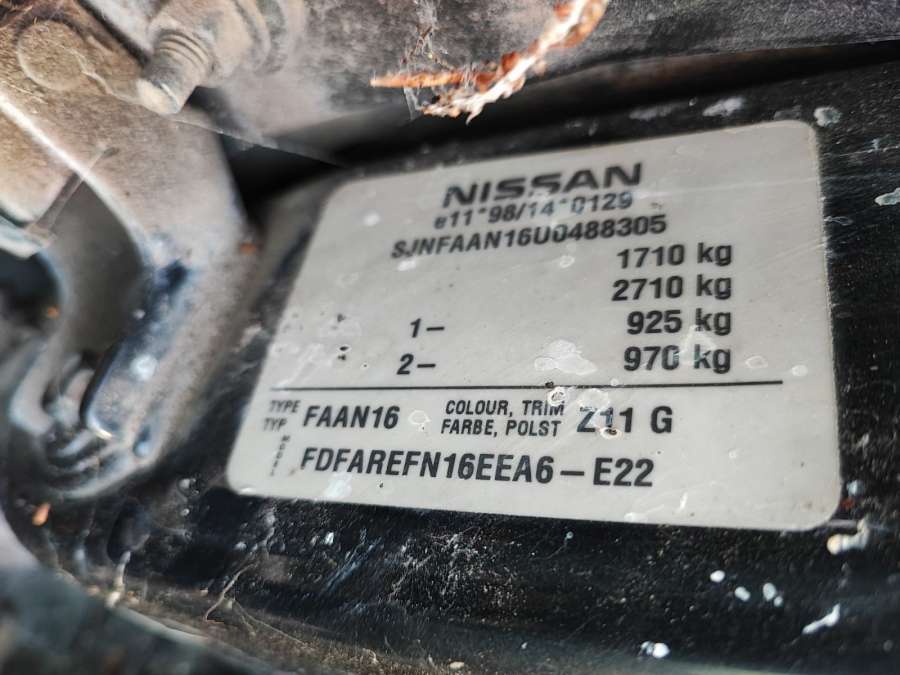 NISSAN
e11*98/14*0129
SJNFAAN16U0488305
1710 kg
2710 kg
1– 925 kg
2– 970 kg
TYPE TYP FAAN16 COLOUR, TRIM FARBE, POLST Z11 G
MODEL FDFAREFN16EEA6–E22